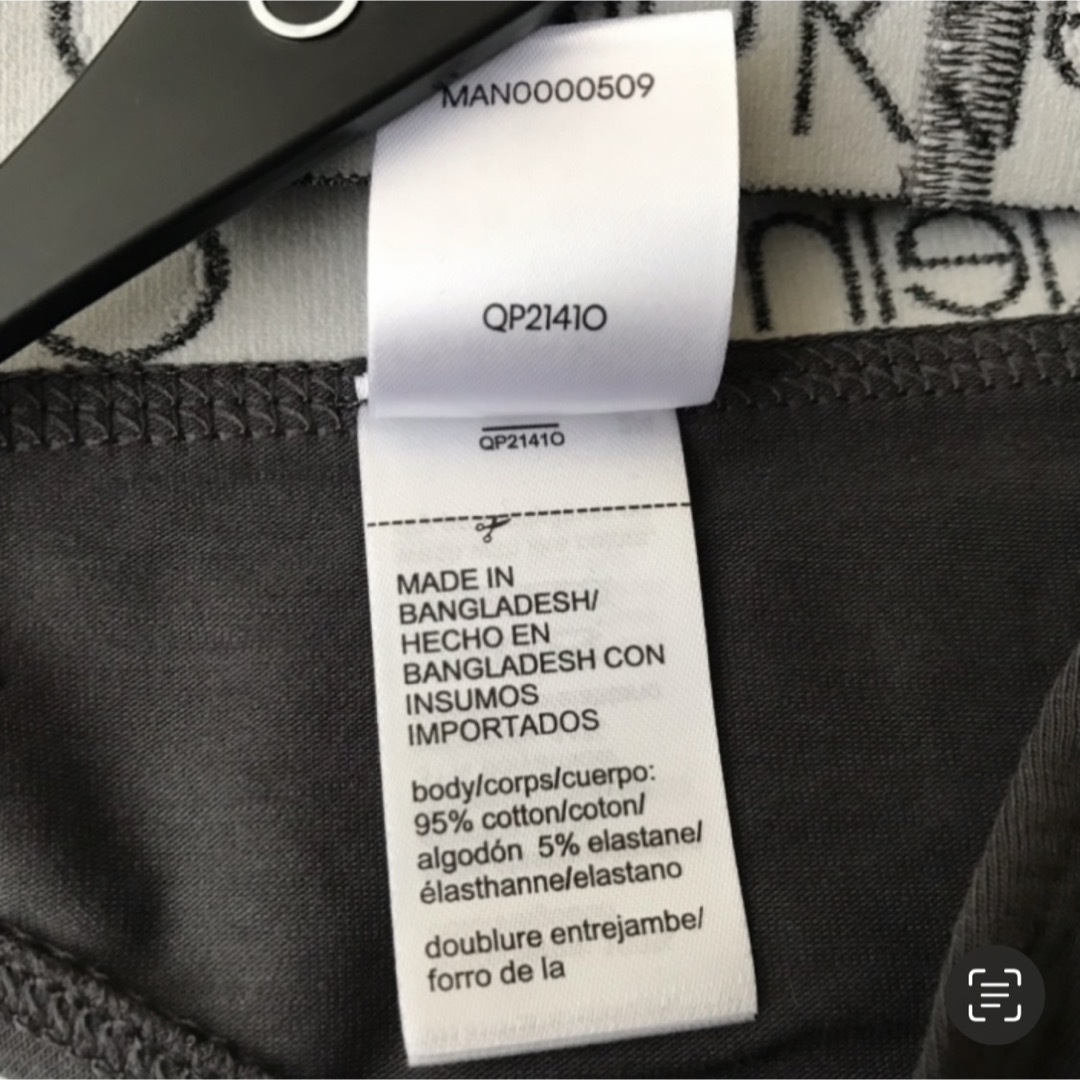 MAN0000509
QP2141O
QP2141O
MADE IN
BANGLADESH/
HECHO EN
BANGLADESH CON
INSUMOS
IMPORTADOS
body/corps/cuerpo:
95% cotton/coton/
algodón 5% elastane/
élasthanne/elastano
doublure entrejambe/
forro de la